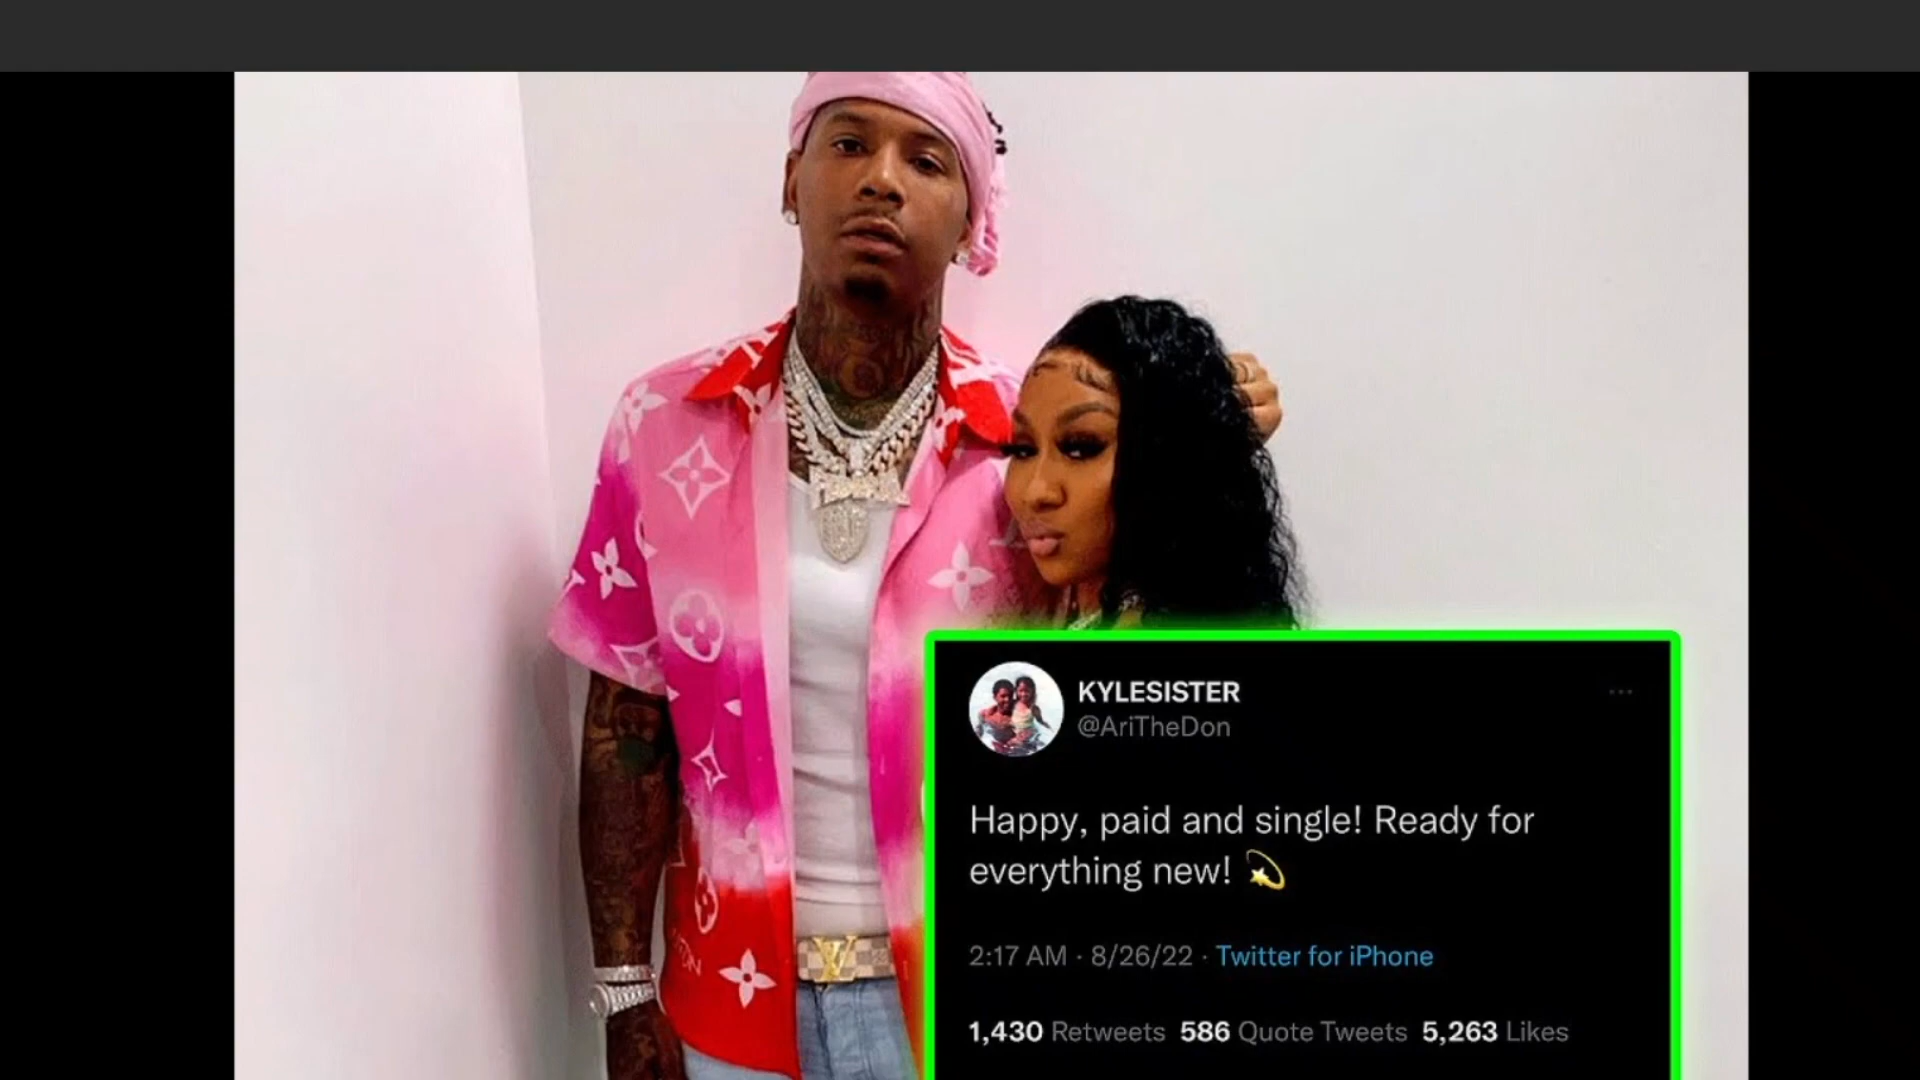 KYLESISTER
@AriTheDon
Happy, paid and single! Ready for
everything new! 💫
2:17 AM · 8/26/22 · Twitter for iPhone
1,430 Retweets 586 Quote Tweets 5,263 Likes